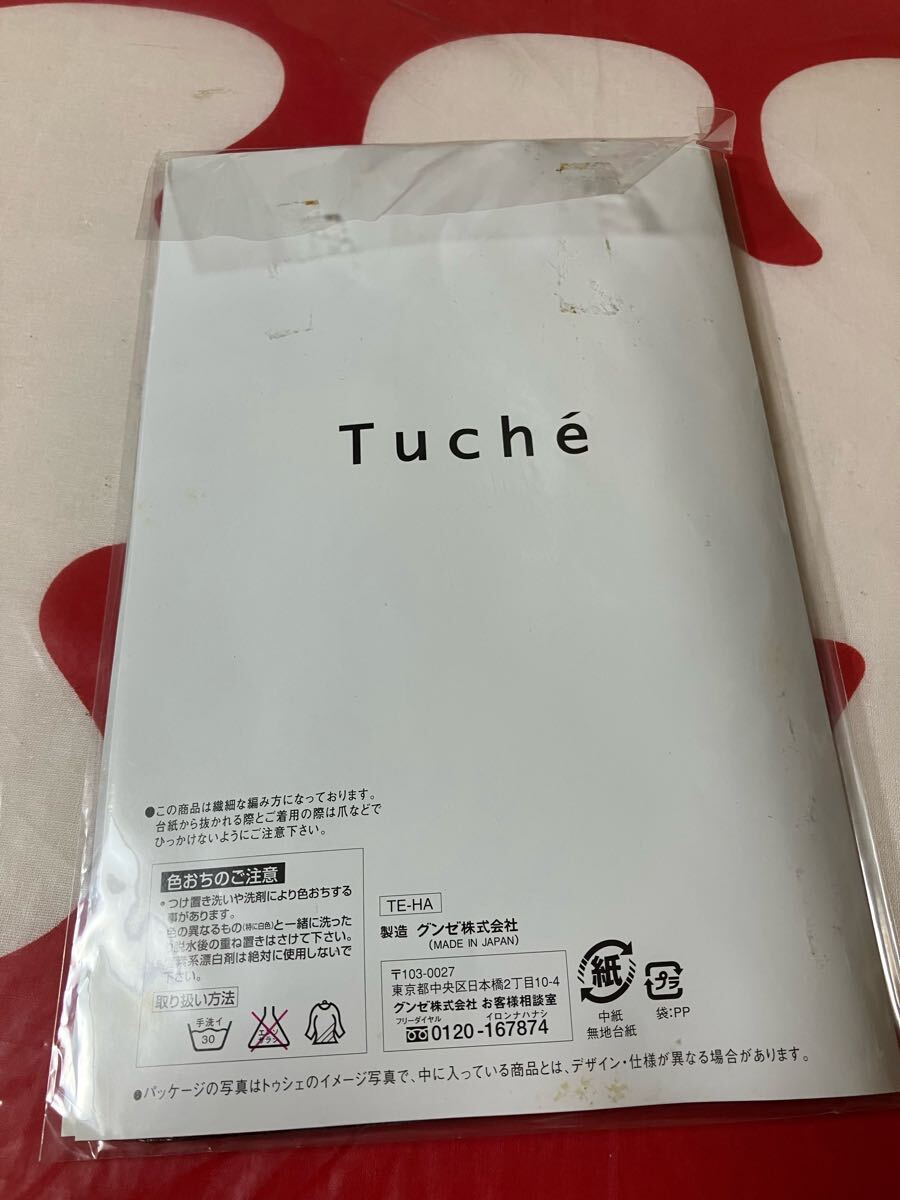 Tuché
●この商品は繊細な編み方になっております。
台紙から抜かれる際とご着用の際は爪などで
ひっかけないようにご注意下さい。
色おちのご注意
・つけ置き洗いや洗剤により色おちする
事があります。
色の異なるもの(特に白色)と一緒に洗った
脱水後の重ね置きはさけて下さい。
素系漂白剤は絶対に使用しないで
下さい。
取り扱い方法
手洗イ
30
エンソ
サラシ
TE-HA
製造 グンゼ株式会社
(MADE IN JAPAN)
〒103-0027
東京都中央区日本橋2丁目10-4
グンゼ株式会社 お客様相談室
フリーダイヤル イロンナハナシ
0120-167874
紙
中紙
無地台紙
プラ
袋:PP
●パッケージの写真はトゥシェのイメージ写真で、中に入っている商品とは、デザイン・仕様が異なる場合があります。